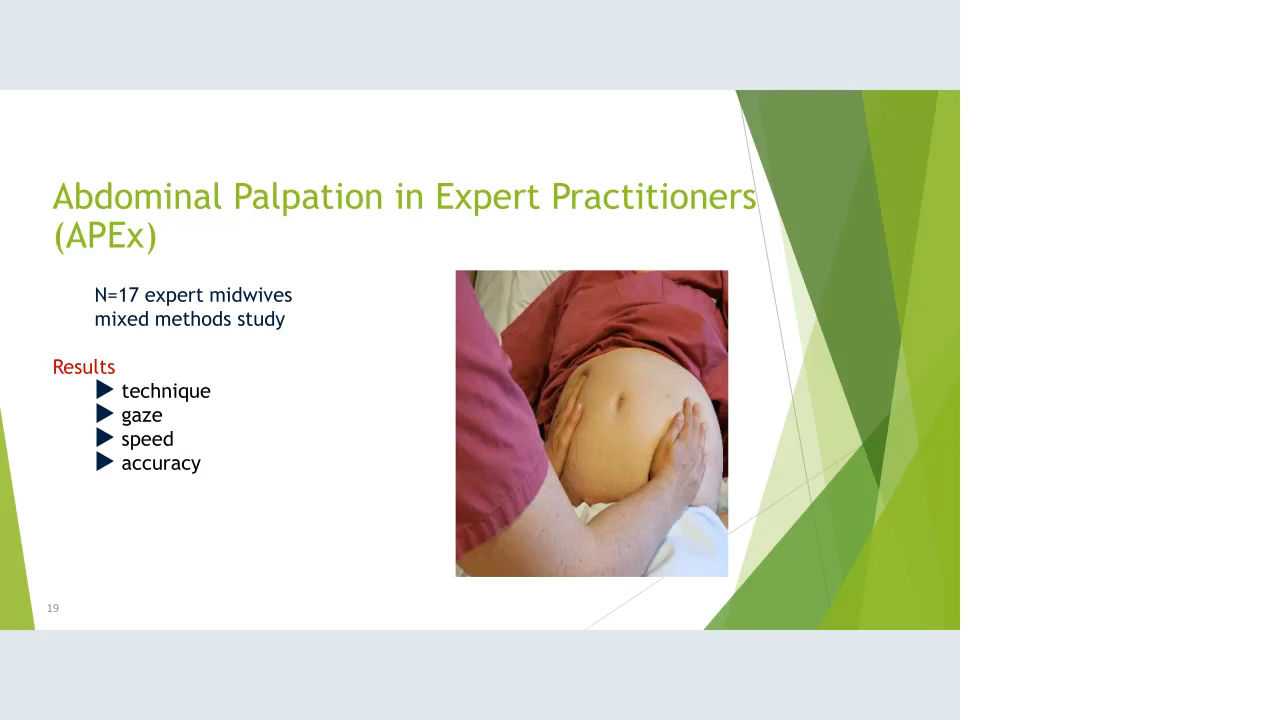 Abdominal Palpation in Expert Practitioners
(APEx)
N=17 expert midwives
mixed methods study
Results
technique
gaze
speed
accuracy
19